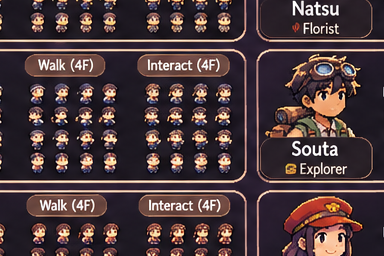 Natsu
Florist
Walk (4F)
Interact (4F)
Souta
Explorer
Walk (4F)
Interact (4F)